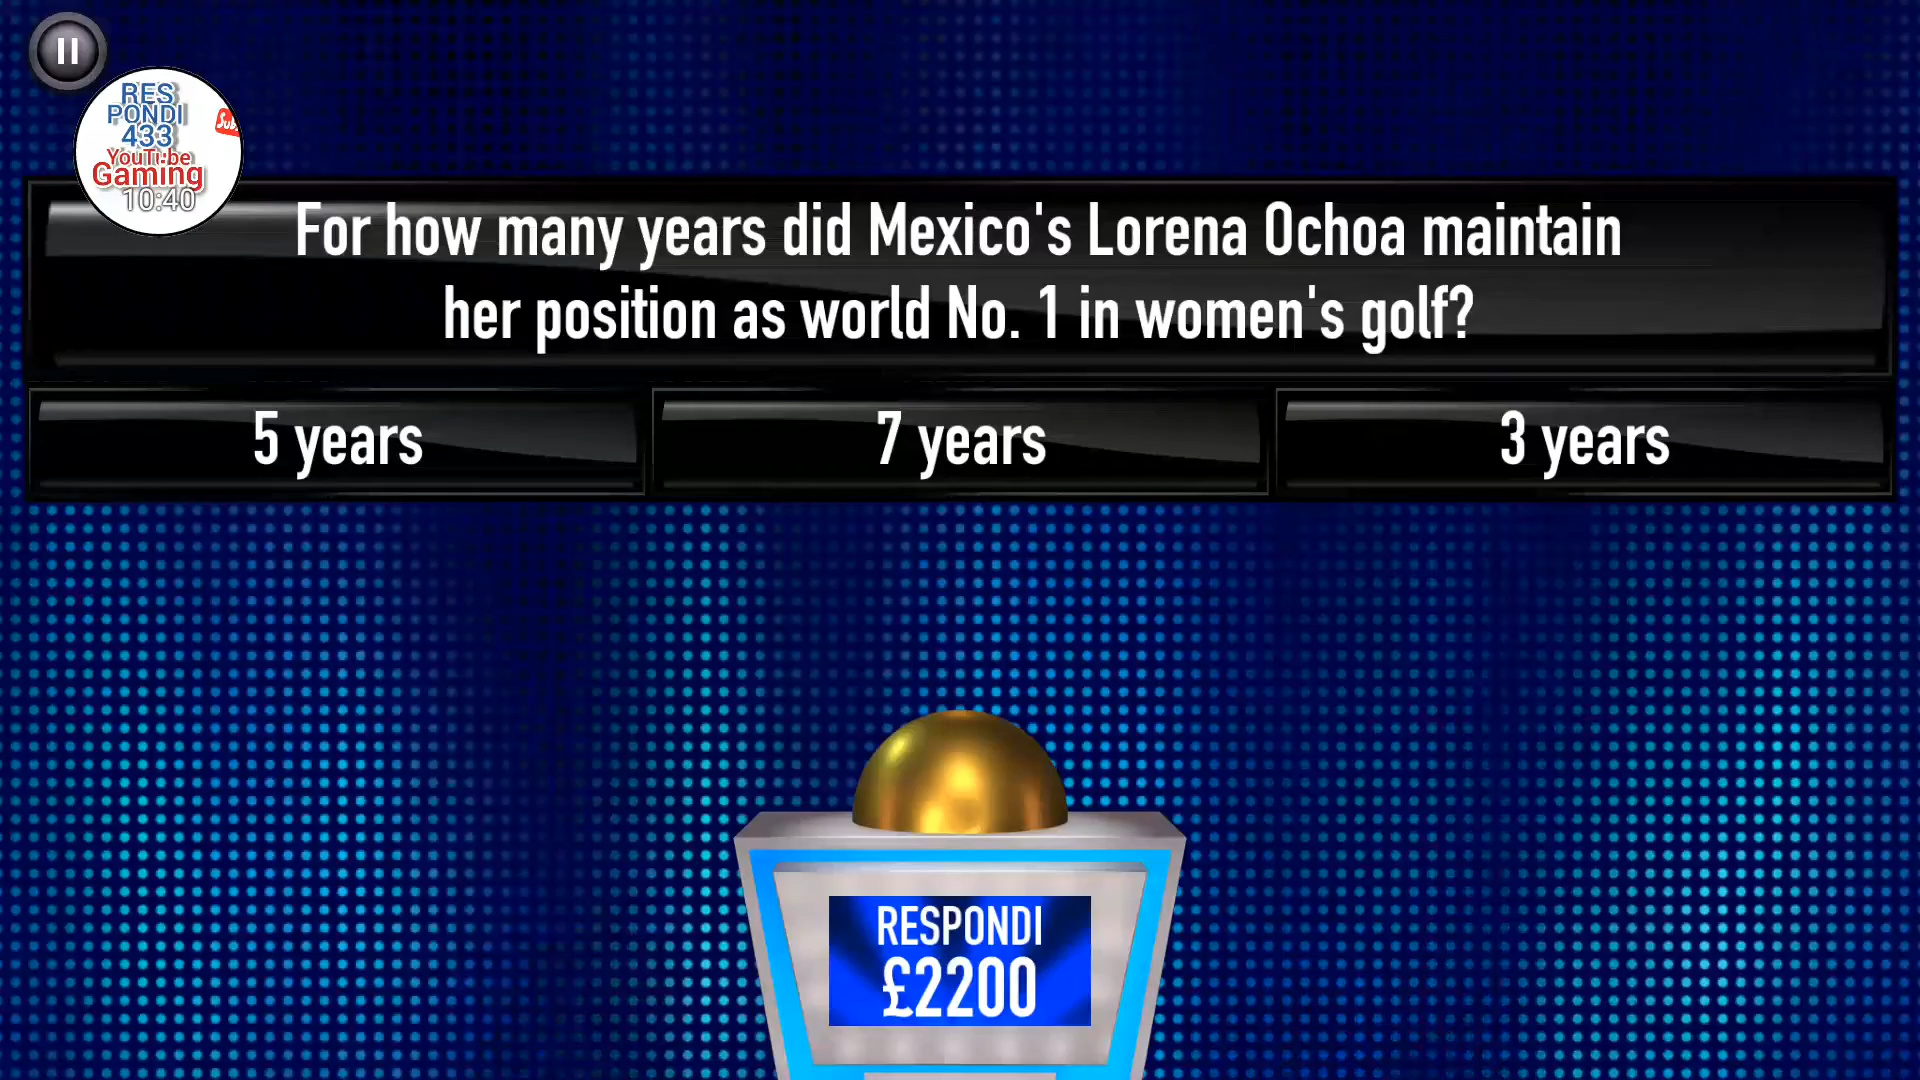 RES
PONDI
433
YouTube
Gaming
10:40
Sub
For how many years did Mexico's Lorena Ochoa maintain
her position as world No. 1 in women's golf?
5 years
7 years
3 years
RESPONDI
£2200